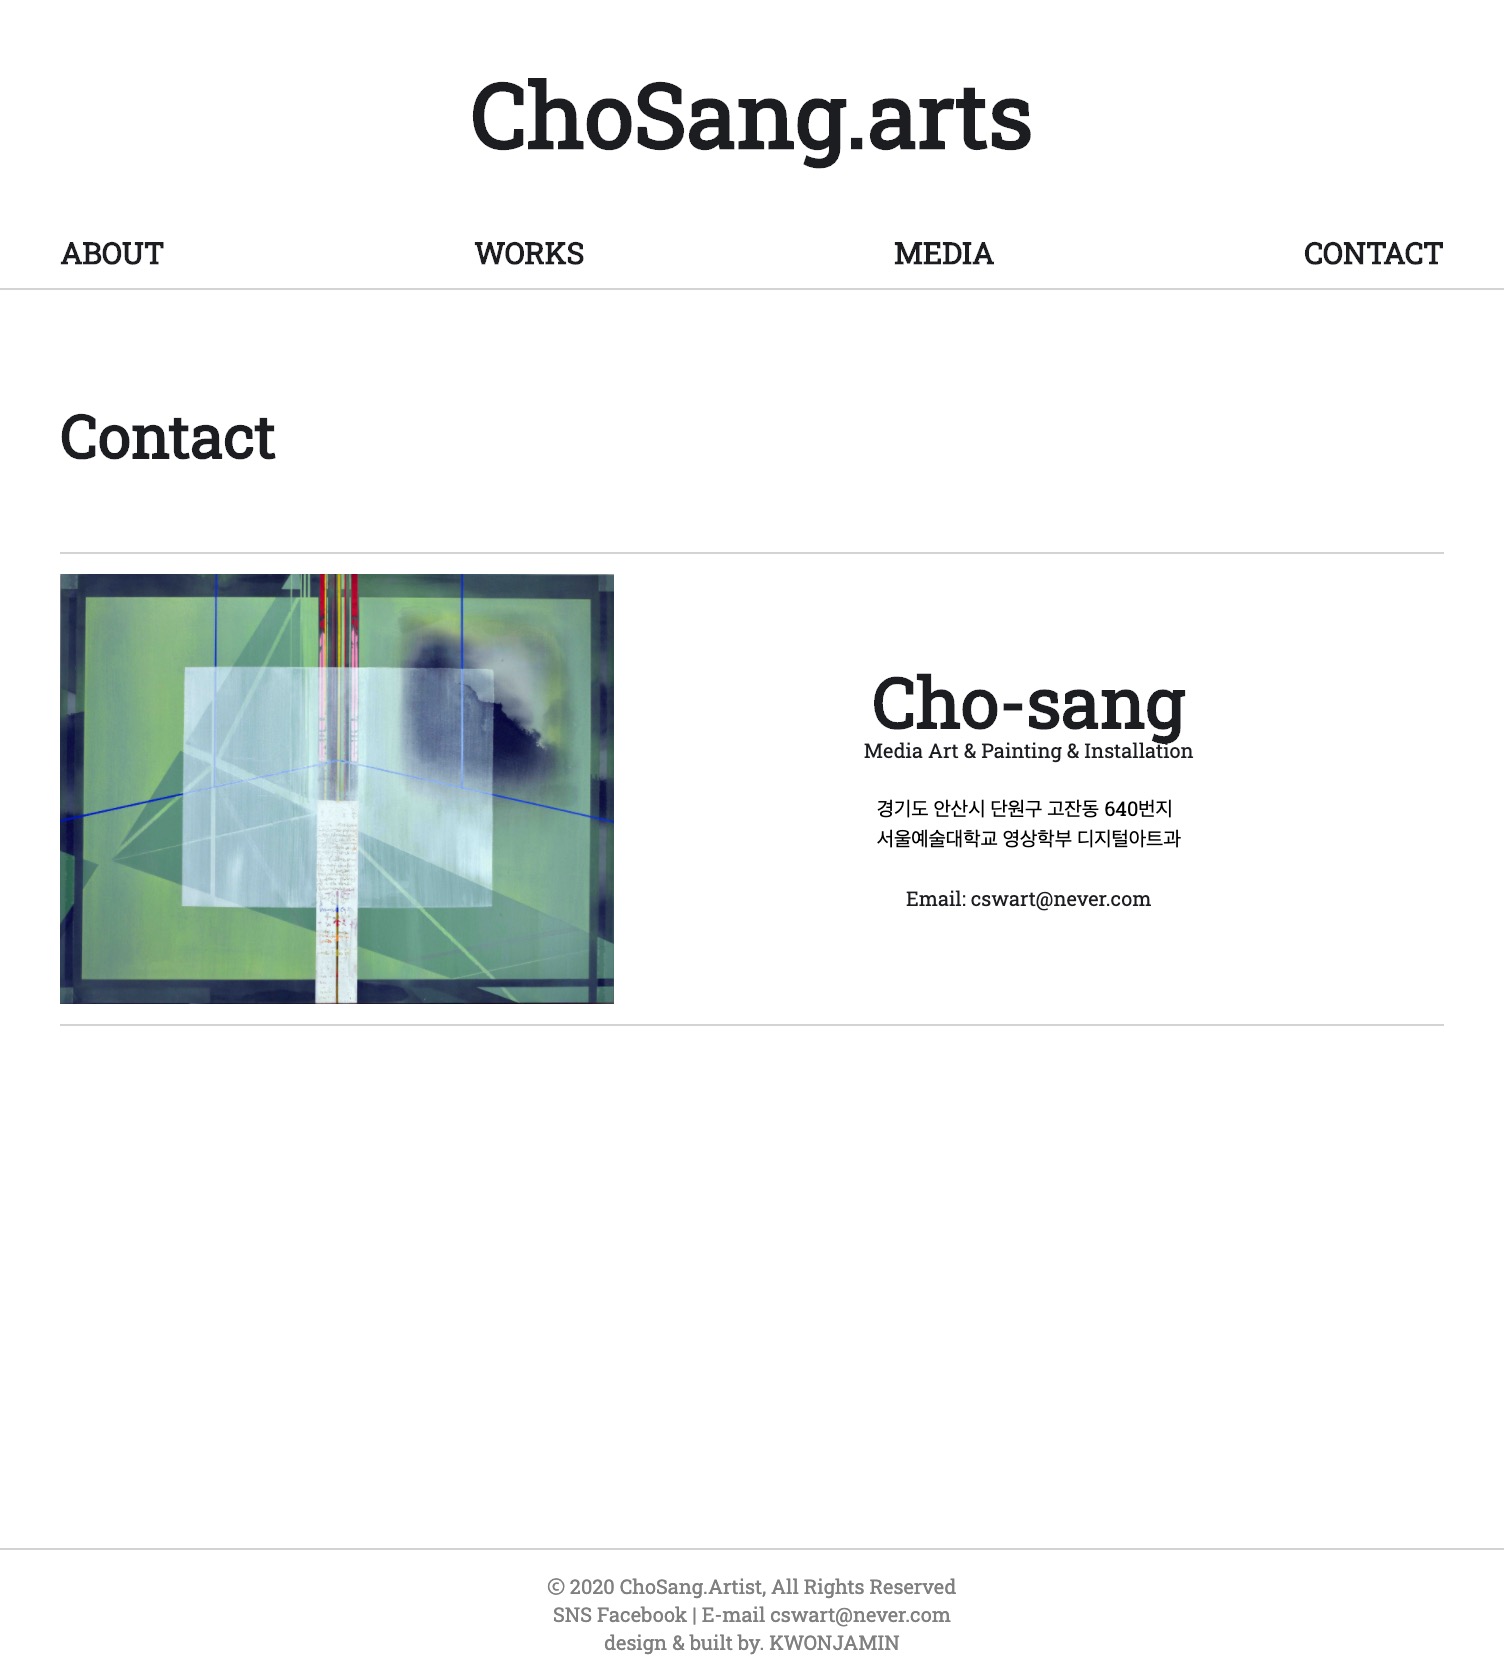 ChoSang.arts
ABOUT WORKS MEDIA CONTACT
Contact
Cho-sang
Media Art & Painting & Installation
경기도 안산시 단원구 고잔동 640번지
서울예술대학교 영상학부 디지털아트과
Email: cswart@never.com
© 2020 ChoSang.Artist, All Rights Reserved
SNS Facebook | E-mail cswart@never.com
design & built by. KWONJAMIN